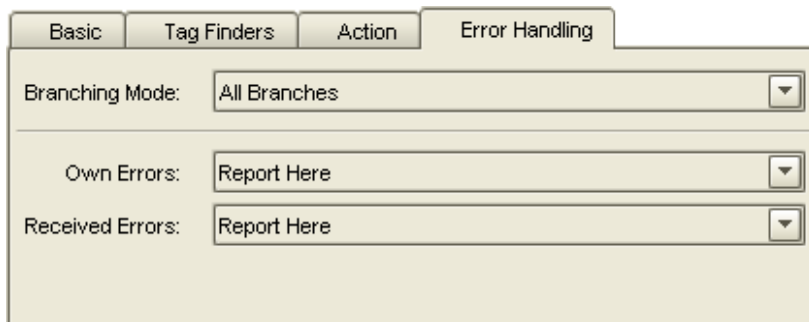 Basic Tag Finders Action Error Handling
Branching Mode: All Branches
Own Errors: Report Here
Received Errors: Report Here